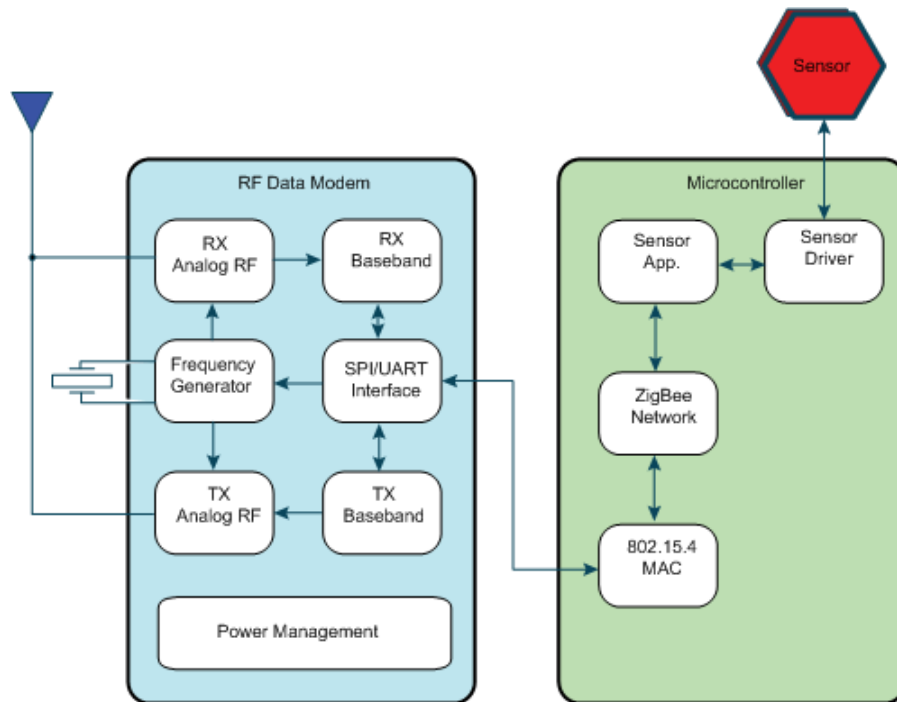 Sensor
RF Data Modem
Microcontroller
RX
Analog RF
RX
Baseband
Sensor
App.
Sensor
Driver
Frequency
Generator
SPI/UART
Interface
ZigBee
Network
TX
Analog RF
TX
Baseband
802.15.4
MAC
Power Management